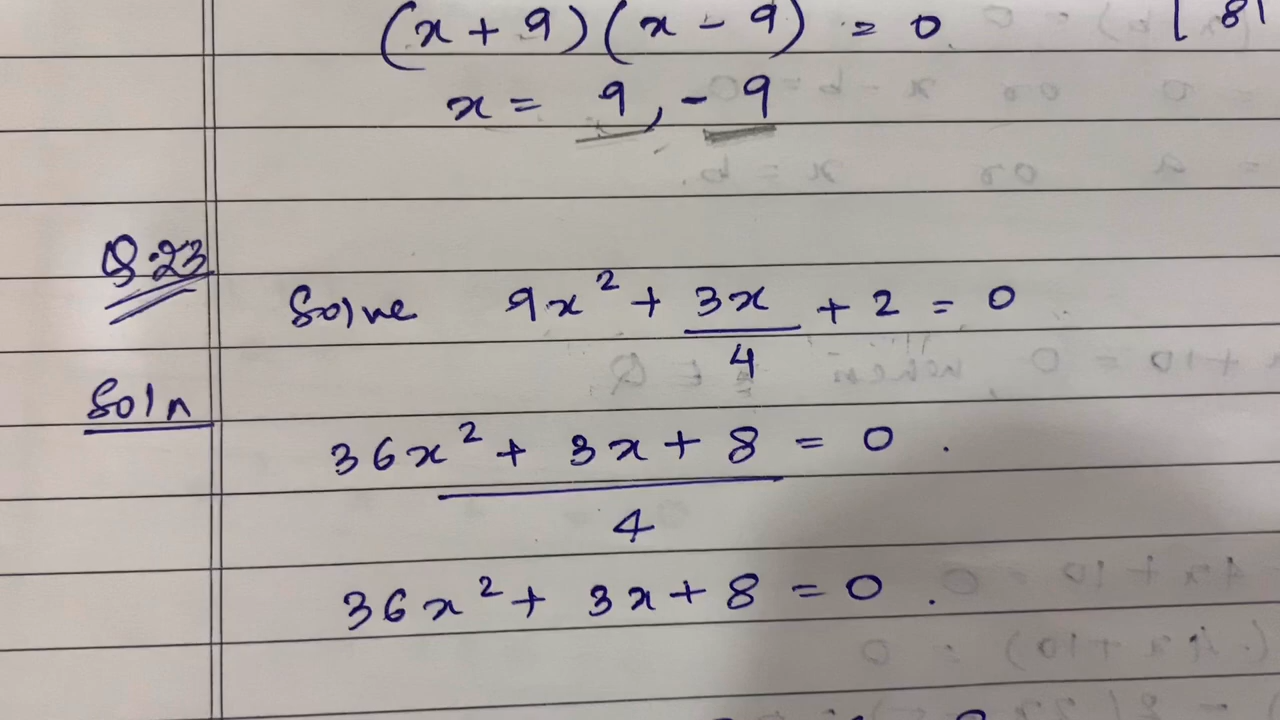 (x + 9)(x - 9) = 0 [ 81
x = 9, - 9
Q.23
Solve 9x² + 3x/4 + 2 = 0
Soln
36x² + 3x + 8 = 0.
4
36x² + 3x + 8 = 0.